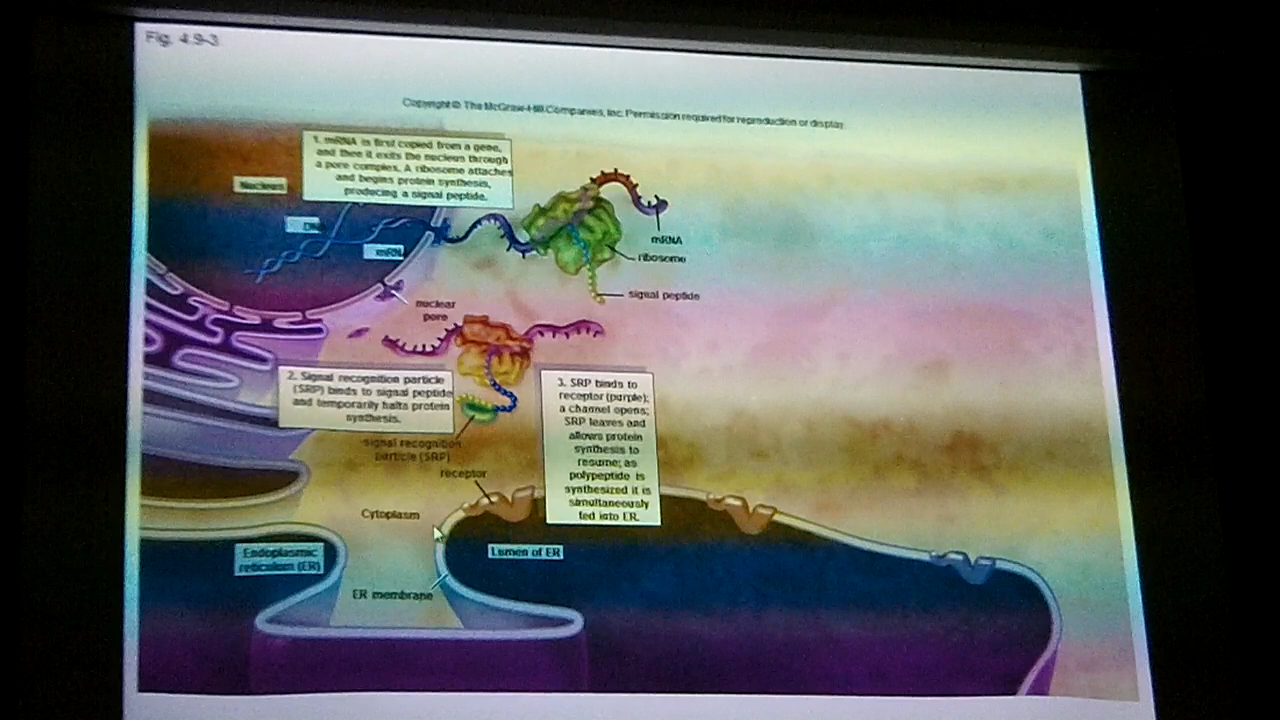 Fig. 4.9-3
Copyright © The McGraw-Hill Companies, Inc. Permission required for reproduction or display.
1. mRNA is first copied from a gene,
and then it exits the nucleus through
a pore complex. A ribosome attaches
and begins protein synthesis,
producing a signal peptide.
Nucleus
mRNA
ribosome
signal peptide
nuclear
pore
2. Signal recognition particle
(SRP) binds to signal peptide
and temporarily halts protein
synthesis.
signal recognition
particle (SRP)
3. SRP binds to
receptor (purple);
a channel opens;
SRP leaves and
allows protein
synthesis to
resume; as
polypeptide is
synthesized it is
simultaneously
fed into ER.
receptor
Cytoplasm
Endoplasmic
reticulum (ER)
Lumen of ER
ER membrane